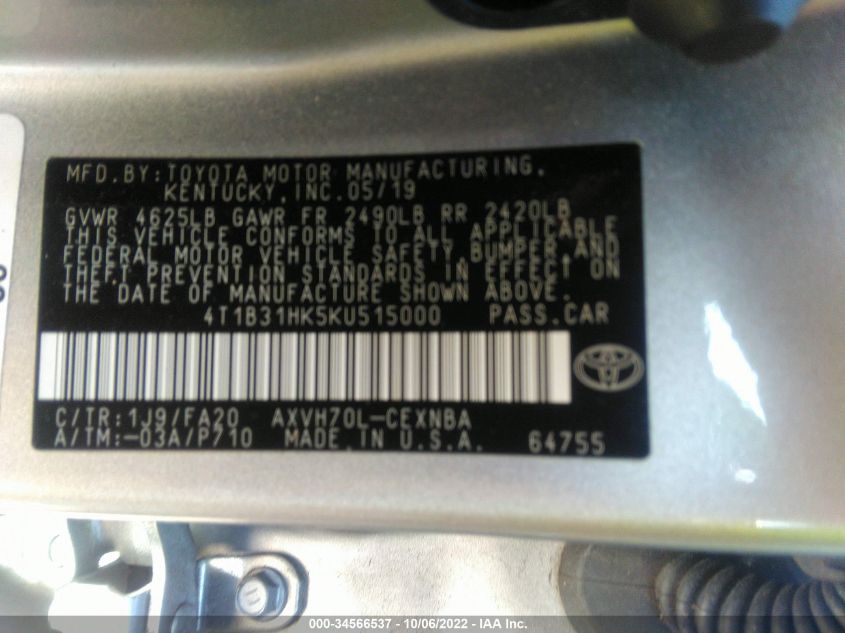 MFD. BY: TOYOTA MOTOR MANUFACTURING,
KENTUCKY, INC. 05/19
GVWR 4625LB GAWR FR 2490LB RR 2420LB
THIS VEHICLE CONFORMS TO ALL APPLICABLE
FEDERAL MOTOR VEHICLE SAFETY, BUMPER, AND
THEFT PREVENTION STANDARDS IN EFFECT ON
THE DATE OF MANUFACTURE SHOWN ABOVE.
4T1B31HK5KU515000 PASS. CAR
C/TR: 1J9/FA20 AXVH70L-CEXNBA
A/TM: -03A/P710 MADE IN U.S.A. 64755
000-34566537 - 10/06/2022 - IAA Inc.